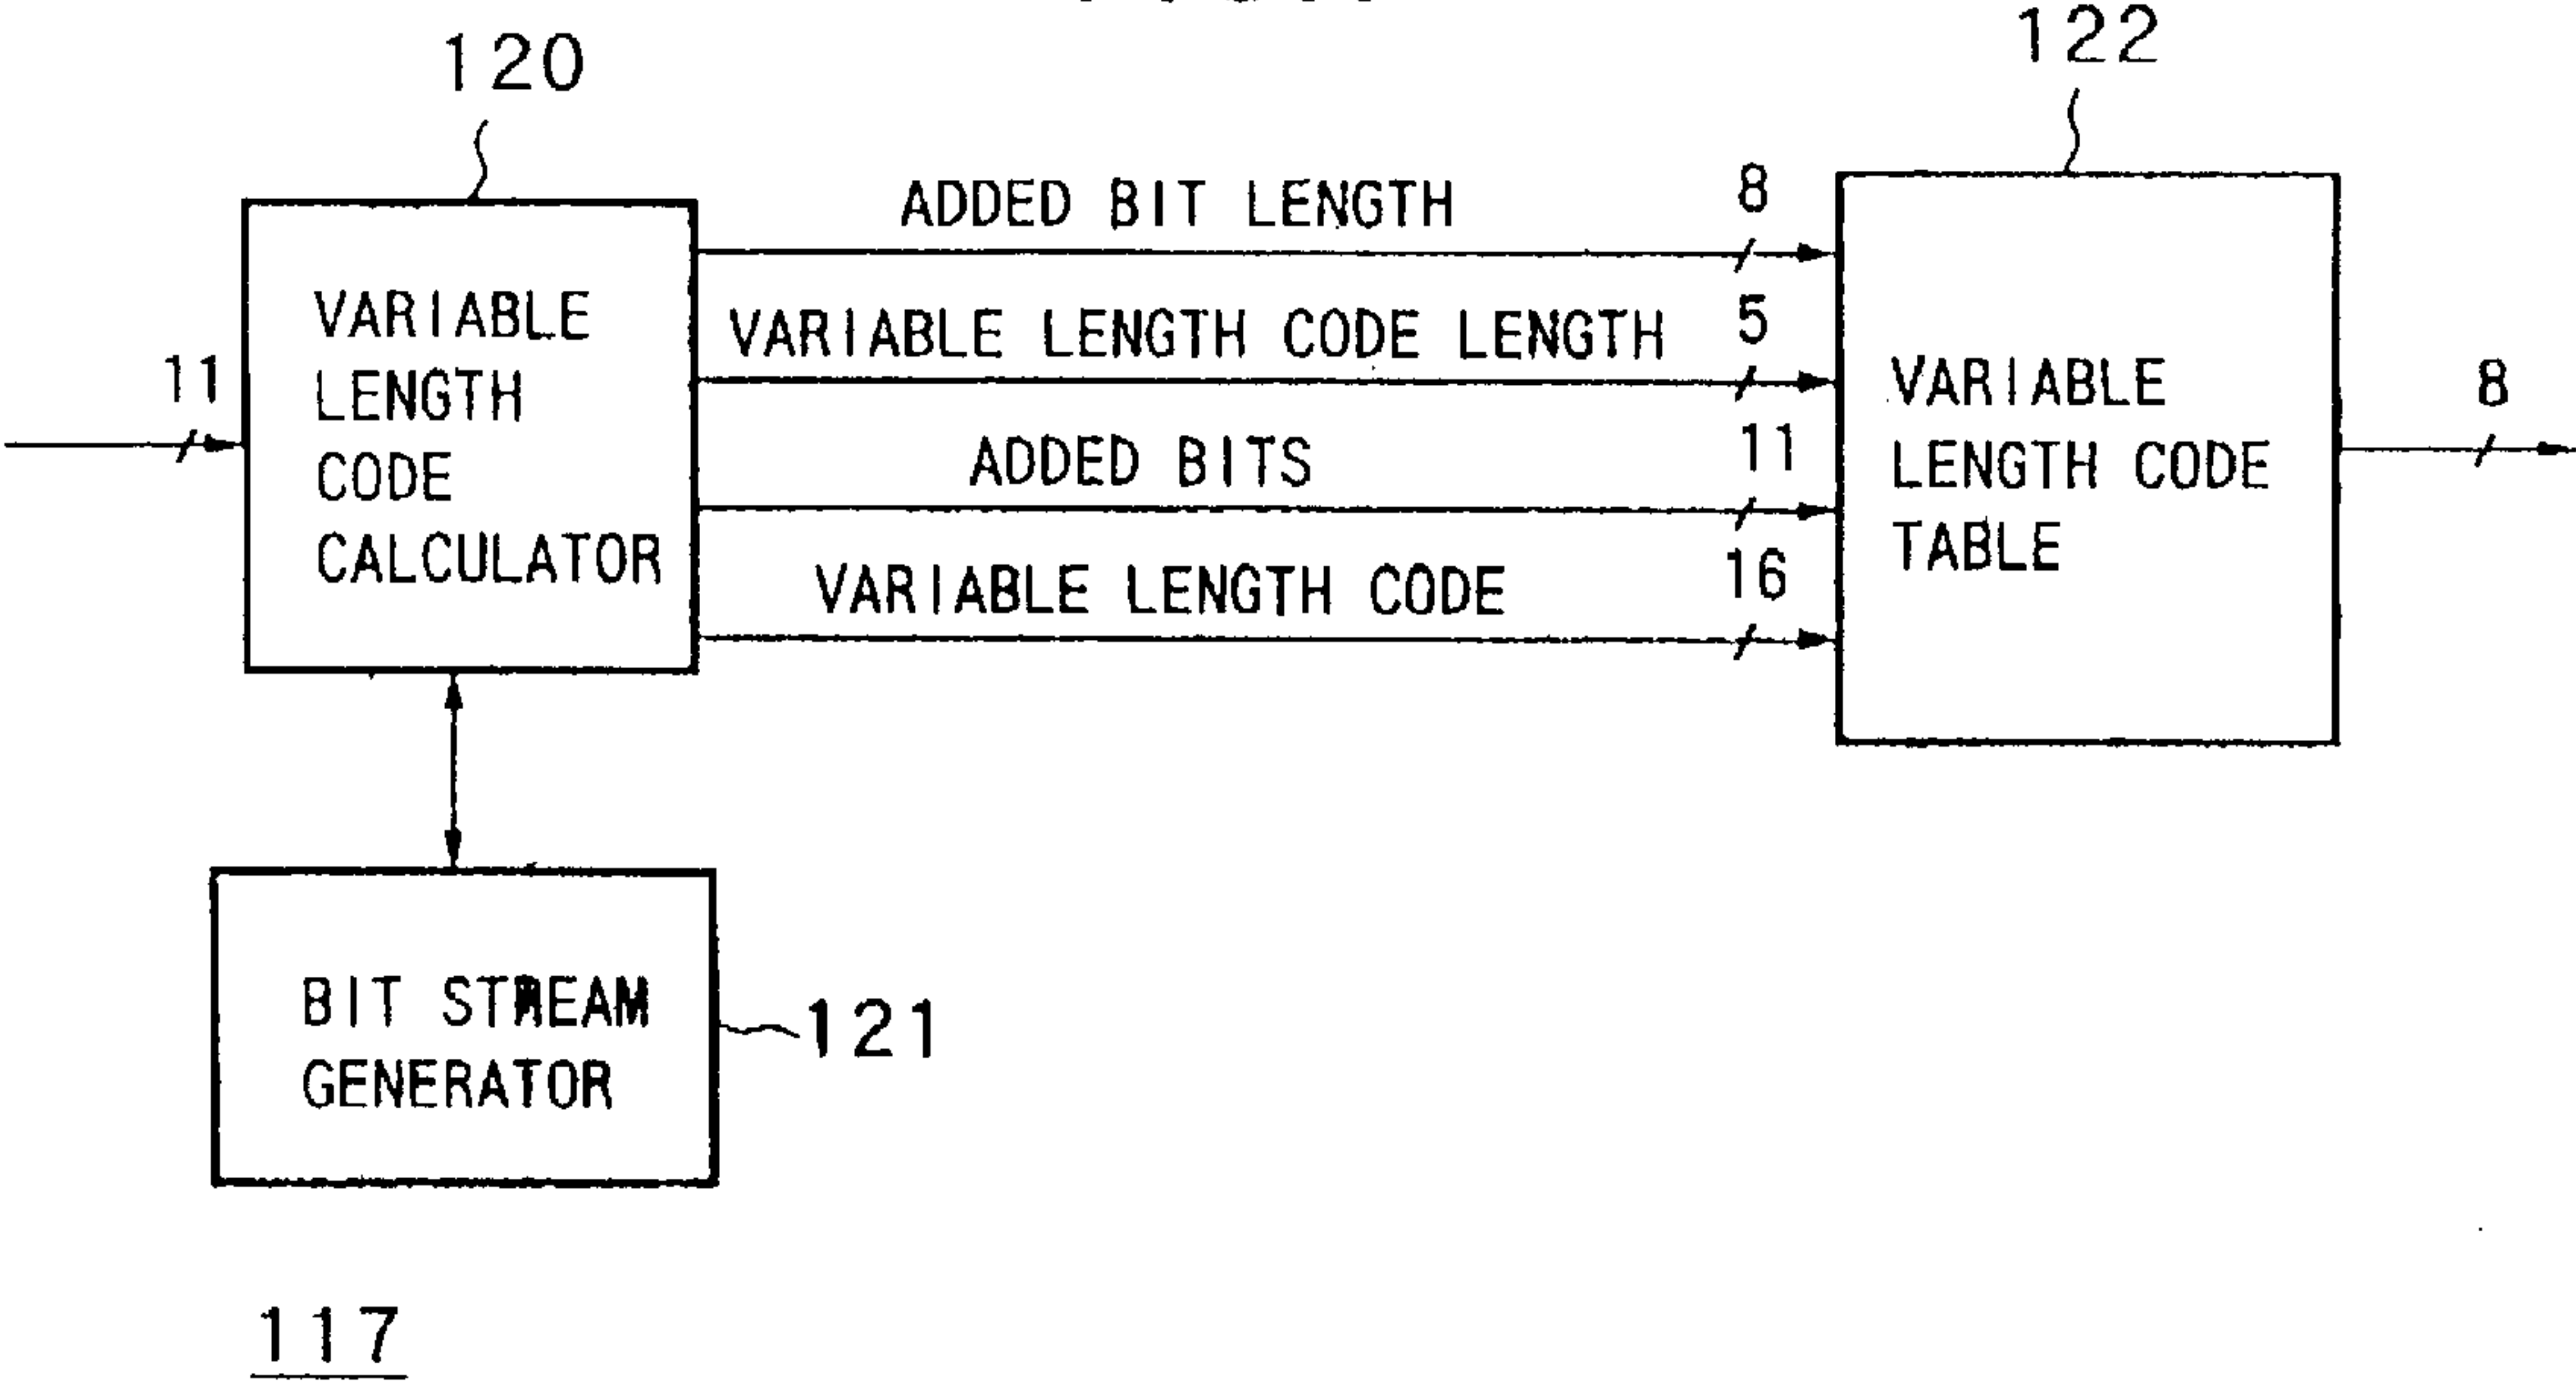 120
122
ADDED BIT LENGTH
8
VARIABLE
LENGTH
CODE
CALCULATOR
11
VARIABLE LENGTH CODE LENGTH
5
ADDED BITS
11
VARIABLE LENGTH CODE
16
VARIABLE
LENGTH CODE
TABLE
8
BIT STREAM
GENERATOR
121
117